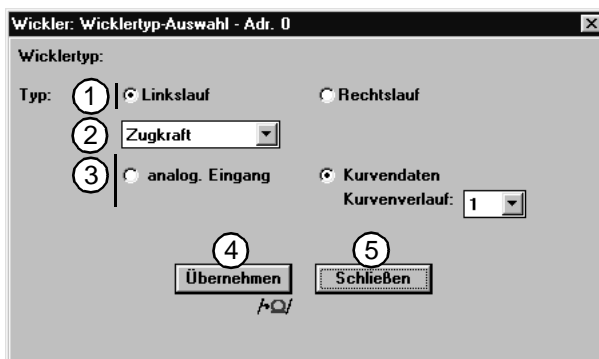 Wickler: Wicklertyp-Auswahl - Adr. 0
Wicklertyp:
Typ: 1 Linkslauf Rechtslauf
2 Zugkraft
3 analog. Eingang Kurvendaten
Kurvenverlauf: 1
4 5
Übernehmen Schließen